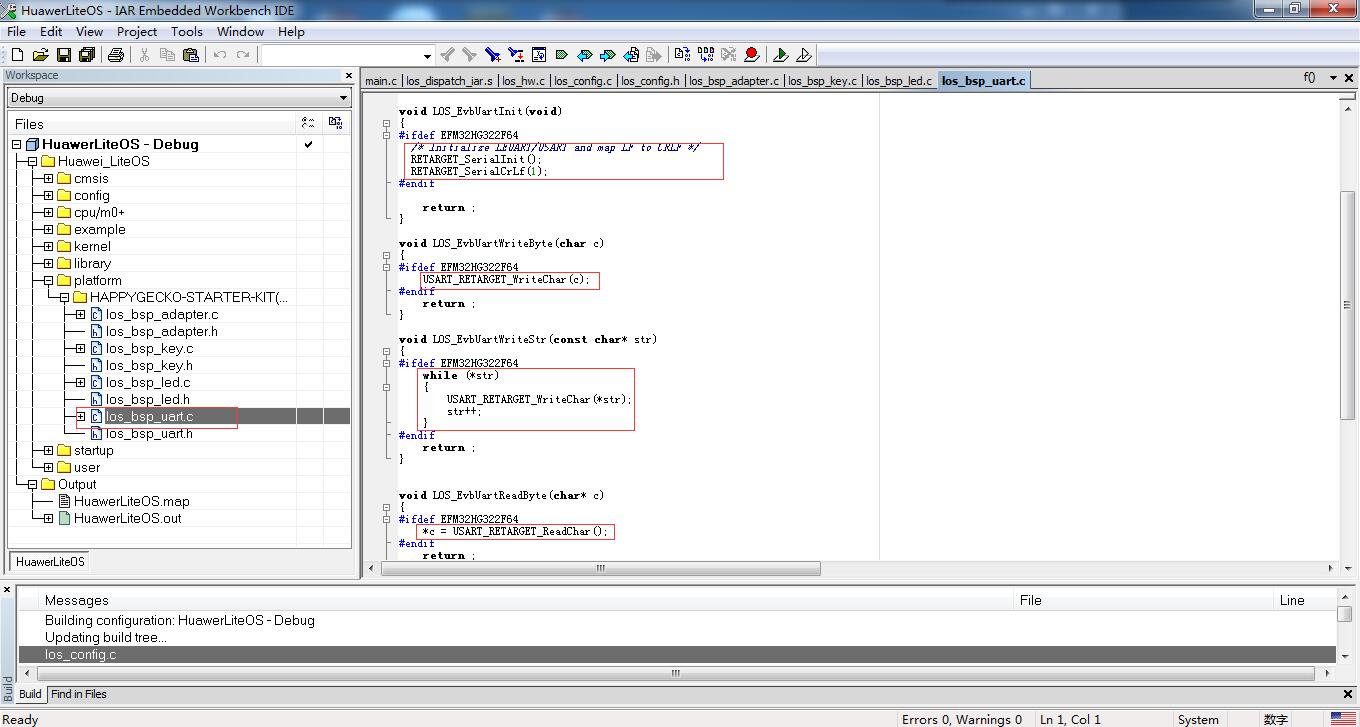 HuawerLiteOS - IAR Embedded Workbench IDE
File Edit View Project Tools Window Help
Workspace
Debug
Files
HuawerLiteOS - Debug
Huawei_LiteOS
cmsis
config
cpu/m0+
example
kernel
library
platform
HAPPYGECKO-STARTER-KIT(...
los_bsp_adapter.c
los_bsp_adapter.h
los_bsp_key.c
los_bsp_key.h
los_bsp_led.c
los_bsp_led.h
los_bsp_uart.c
los_bsp_uart.h
startup
user
Output
HuawerLiteOS.map
HuawerLiteOS.out
HuawerLiteOS
main.c los_dispatch_iar.s los_hw.c los_config.c los_config.h los_bsp_adapter.c los_bsp_key.c los_bsp_led.c los_bsp_uart.c f()
void LOS_EvbUartInit(void)
{
#ifdef EFM32HG322F64
/* Initialize LEUART/USART and map LF to CRLF */
RETARGET_SerialInit();
RETARGET_SerialCrLf(1);
#endif
return ;
}
void LOS_EvbUartWriteByte(char c)
{
#ifdef EFM32HG322F64
USART_RETARGET_WriteChar(c);
#endif
return ;
}
void LOS_EvbUartWriteStr(const char* str)
{
#ifdef EFM32HG322F64
while (*str)
{
USART_RETARGET_WriteChar(*str);
str++;
}
#endif
return ;
}
void LOS_EvbUartReadByte(char* c)
{
#ifdef EFM32HG322F64
*c = USART_RETARGET_ReadChar();
#endif
return ;
Messages File Line
Building configuration: HuawerLiteOS - Debug
Updating build tree...
los_config.c
Build
Build Find in Files
Ready Errors 0, Warnings 0 Ln 1, Col 1 System 数字